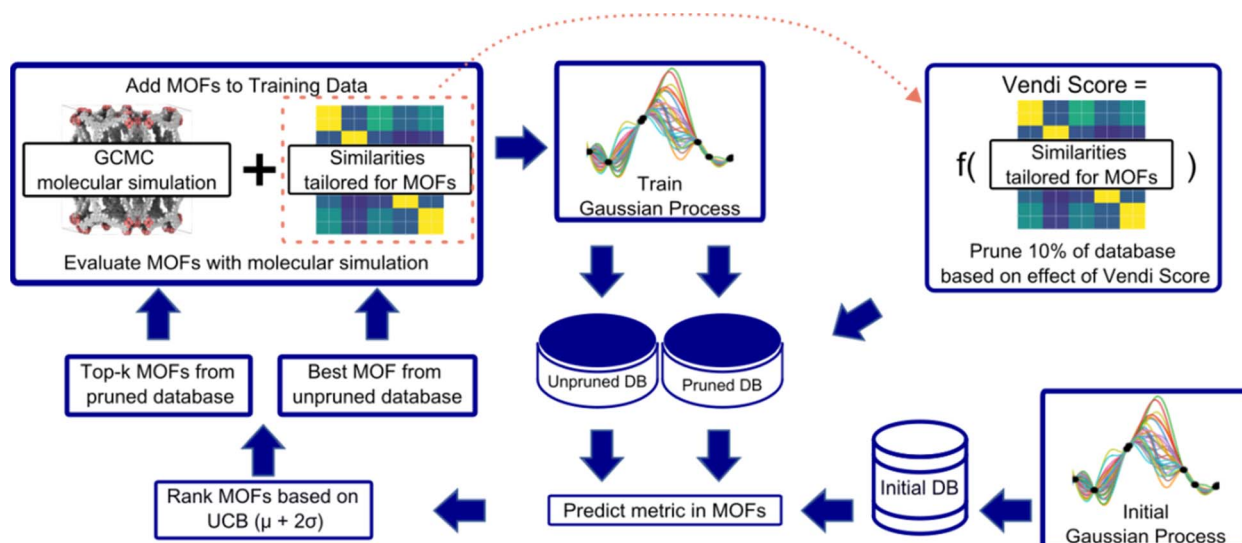 Add MOFs to Training Data
GCMC
molecular simulation
+
Similarities
tailored for MOFs
Evaluate MOFs with molecular simulation
Train
Gaussian Process
Vendi Score =
f(
Similarities
tailored for MOFs
)
Prune 10% of database
based on effect of Vendi Score
Unpruned DB
Pruned DB
Top-k MOFs from
pruned database
Best MOF from
unpruned database
Rank MOFs based on
UCB (μ + 2σ)
Predict metric in MOFs
Initial DB
Initial
Gaussian Process